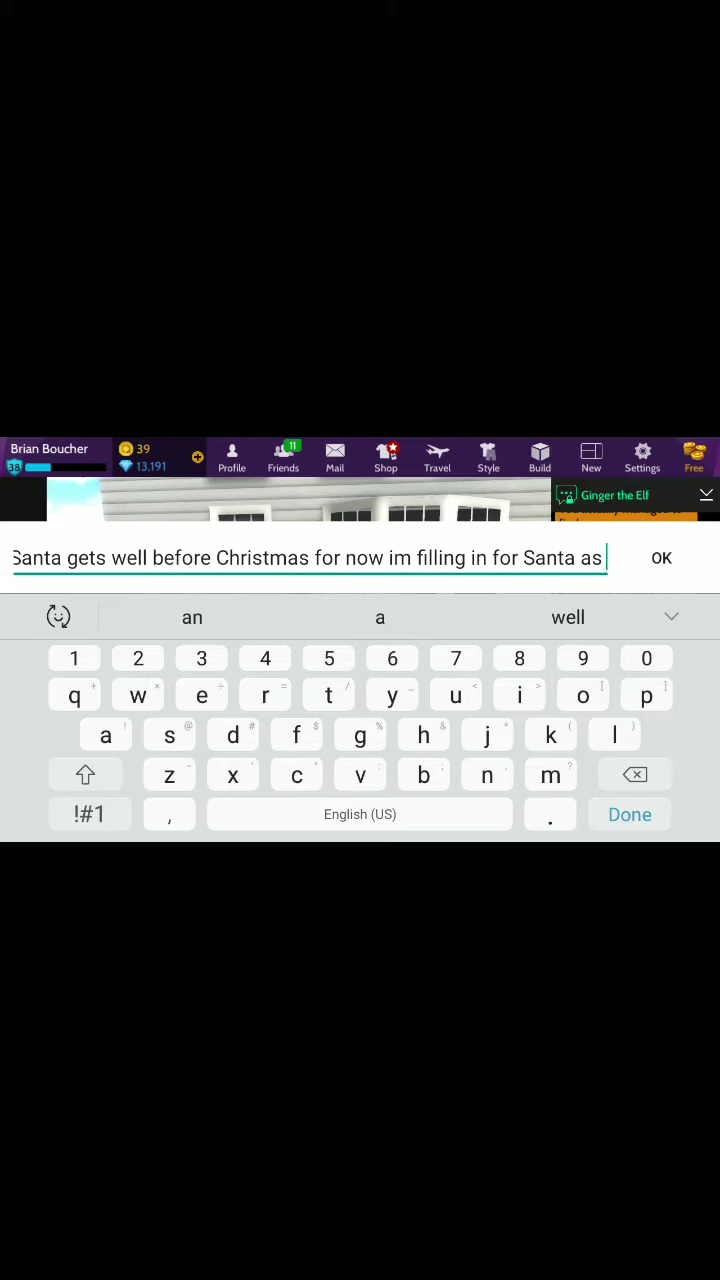 Brian Boucher
38
39
13,191
11
Profile Friends Mail Shop Travel Style Build New Settings Free
Ginger the Elf
Santa gets well before Christmas for now im filling in for Santa as
OK
an a well
1 2 3 4 5 6 7 8 9 0
q w e r t y u i o p
a s d f g h j k l
z x c v b n m
!#1 , English (US) . Done